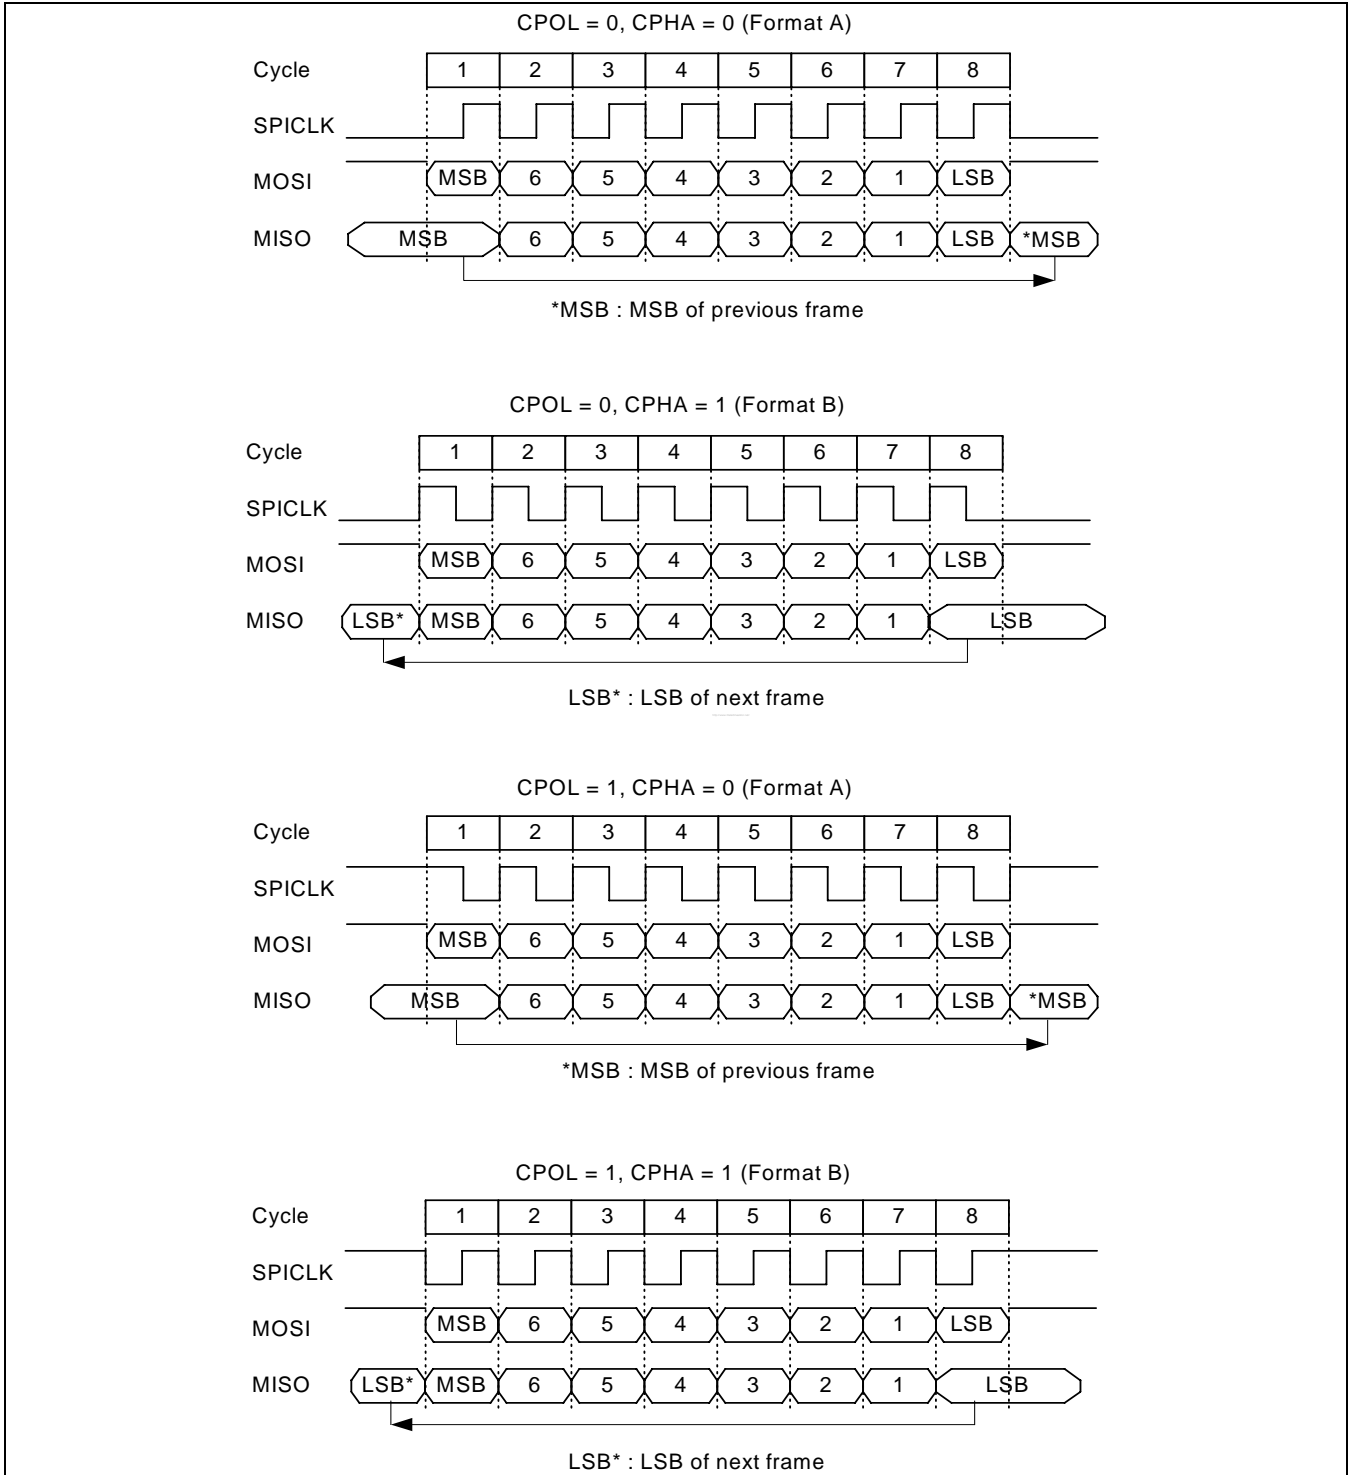 CPOL = 0, CPHA = 0 (Format A)
Cycle 1 2 3 4 5 6 7 8
SPICLK
MOSI MSB 6 5 4 3 2 1 LSB
MISO MSB 6 5 4 3 2 1 LSB *MSB
*MSB : MSB of previous frame
CPOL = 0, CPHA = 1 (Format B)
Cycle 1 2 3 4 5 6 7 8
SPICLK
MOSI MSB 6 5 4 3 2 1 LSB
MISO LSB* MSB 6 5 4 3 2 1 LSB
LSB* : LSB of next frame
CPOL = 1, CPHA = 0 (Format A)
Cycle 1 2 3 4 5 6 7 8
SPICLK
MOSI MSB 6 5 4 3 2 1 LSB
MISO MSB 6 5 4 3 2 1 LSB *MSB
*MSB : MSB of previous frame
CPOL = 1, CPHA = 1 (Format B)
Cycle 1 2 3 4 5 6 7 8
SPICLK
MOSI MSB 6 5 4 3 2 1 LSB
MISO LSB* MSB 6 5 4 3 2 1 LSB
LSB* : LSB of next frame